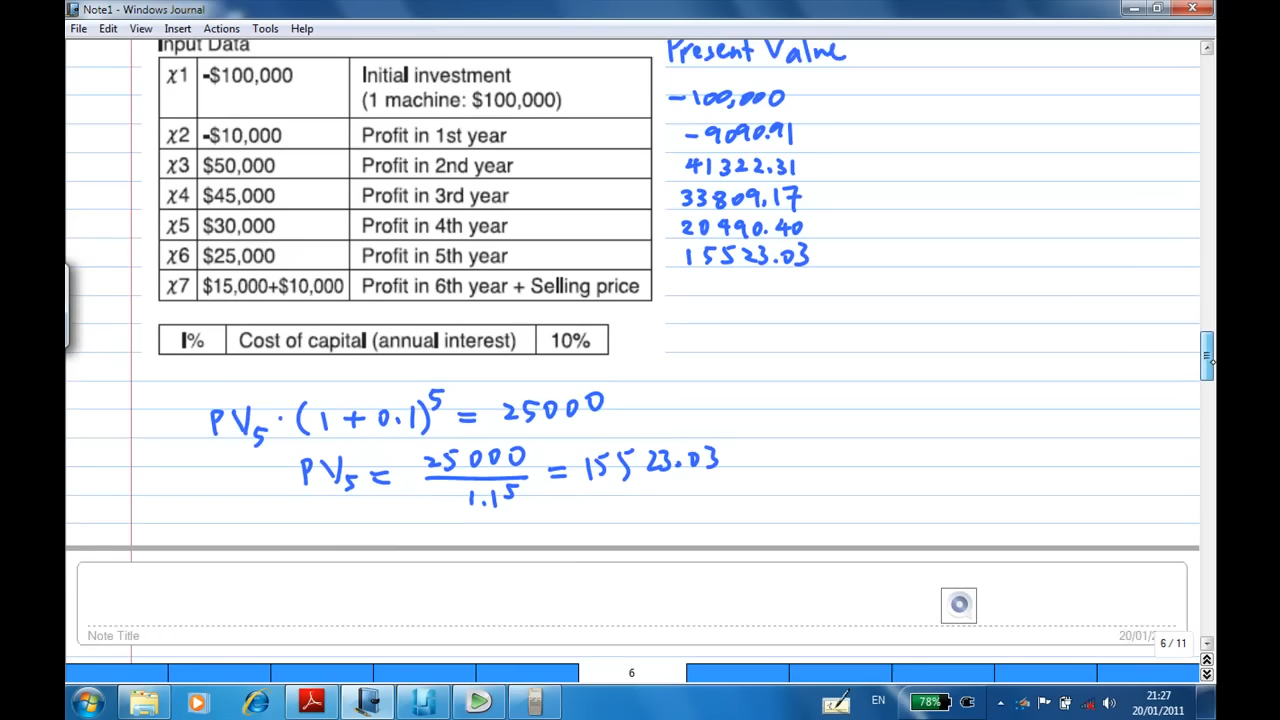 Note1 - Windows Journal
File Edit View Insert Actions Tools Help
Input Data
Present Value
χ1 -$100,000 Initial investment
(1 machine: $100,000)
-100,000
χ2 -$10,000 Profit in 1st year
-9090.91
χ3 $50,000 Profit in 2nd year
41322.31
χ4 $45,000 Profit in 3rd year
33809.17
χ5 $30,000 Profit in 4th year
20490.40
χ6 $25,000 Profit in 5th year
15523.03
χ7 $15,000+$10,000 Profit in 6th year + Selling price
I% Cost of capital (annual interest) 10%
PV₅ · (1 + 0.1)⁵ = 25000
PV₅ = 25000 / 1.1⁵ = 15523.03
Note Title
20/01/2
6 / 11
6
EN
78%
21:27
20/01/2011